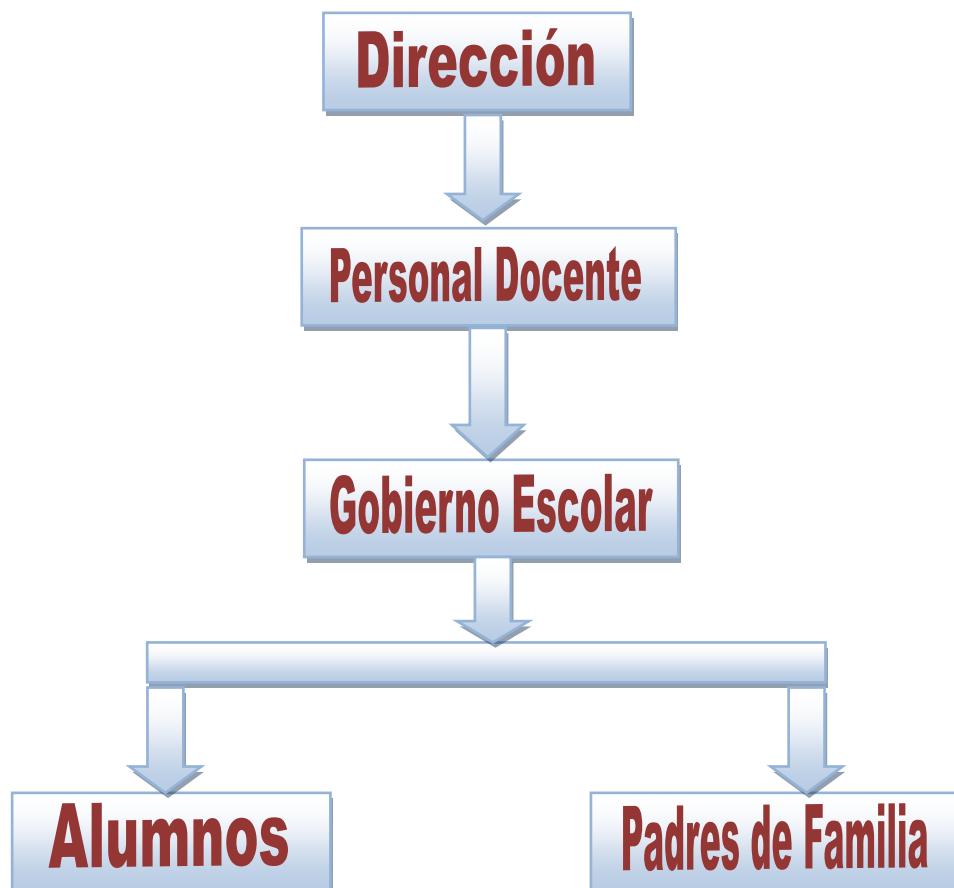 Dirección
Personal Docente
Gobierno Escolar
Alumnos
Padres de Familia